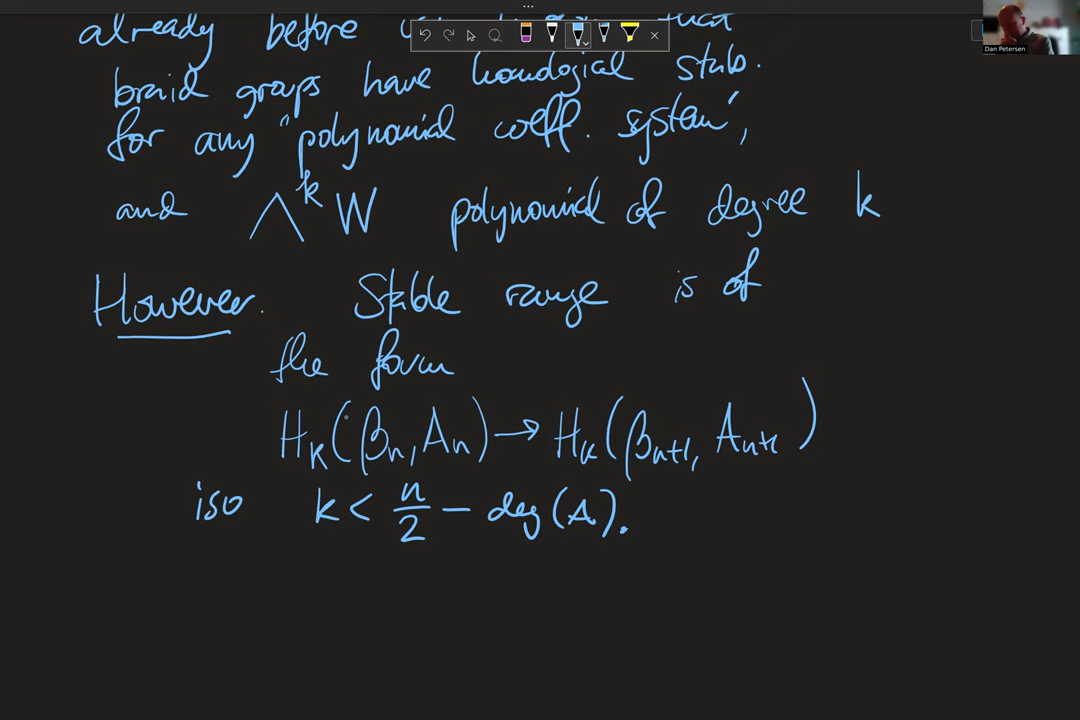 already before
braid groups have homological stab.
for any "polynomial coeff. system",
and Λ^k W polynomial of degree k
However. Stable range is of
the form
H_k(β_n, A_n) → H_k(β_{n+1}, A_{n+1})
iso k < n/2 − deg(A).
Dan Petersen